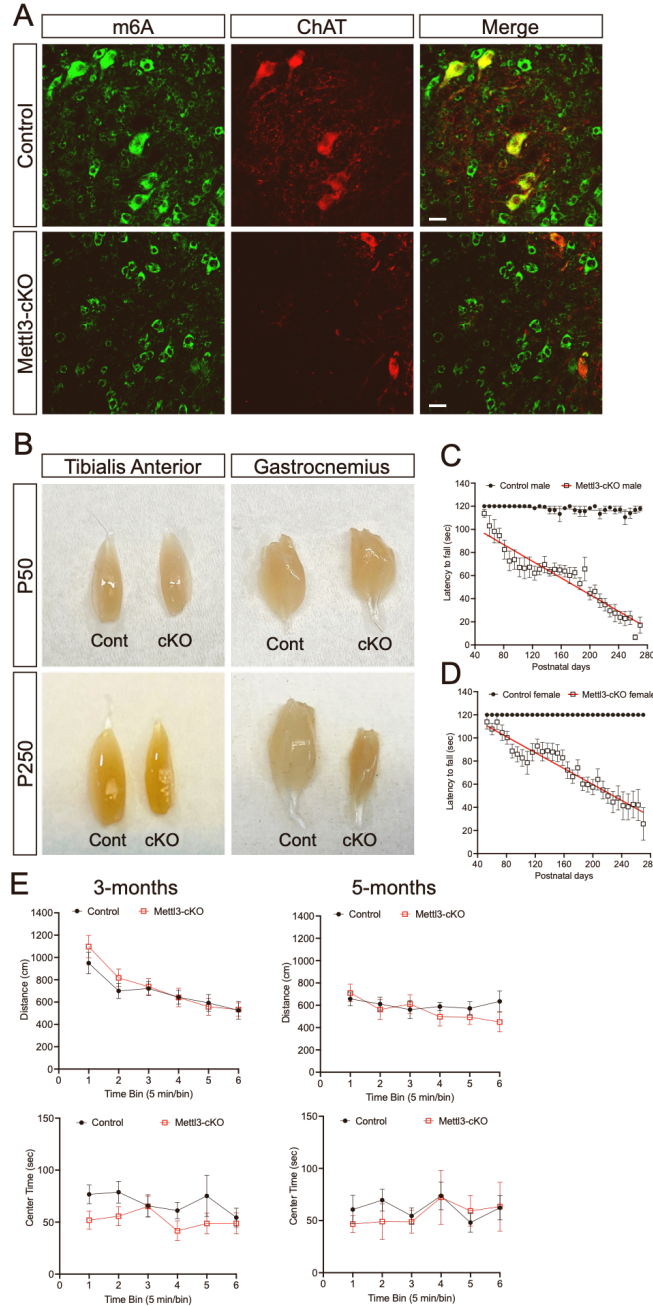 A
m6A ChAT Merge
Control
Mettl3-cKO
B
Tibialis Anterior Gastrocnemius
P50
Cont cKO Cont cKO
P250
Cont cKO Cont cKO
C
Control male Mettl3-cKO male
140
120
100
80
60
40
20
0
Latency to fall (sec)
40 80 120 160 200 240 280
Postnatal days
D
Control female Mettl3-cKO female
140
120
100
80
60
40
20
0
Latency to fall (sec)
40 80 120 160 200 240 28
Postnatal days
E
3-months 5-months
Control Mettl3-cKO
1400
1200
1000
800
600
400
200
0
Distance (cm)
0 1 2 3 4 5 6
Time Bin (5 min/bin)
Control Mettl3-cKO
1400
1200
1000
800
600
400
200
0
Distance (cm)
0 1 2 3 4 5 6
Time Bin (5 min/bin)
Control Mettl3-cKO
150
100
50
0
Center Time (sec)
0 1 2 3 4 5 6
Time Bin (5 min/bin)
Control Mettl3-cKO
150
100
50
0
Center Time (sec)
0 1 2 3 4 5 6
Time Bin (5 min/bin)